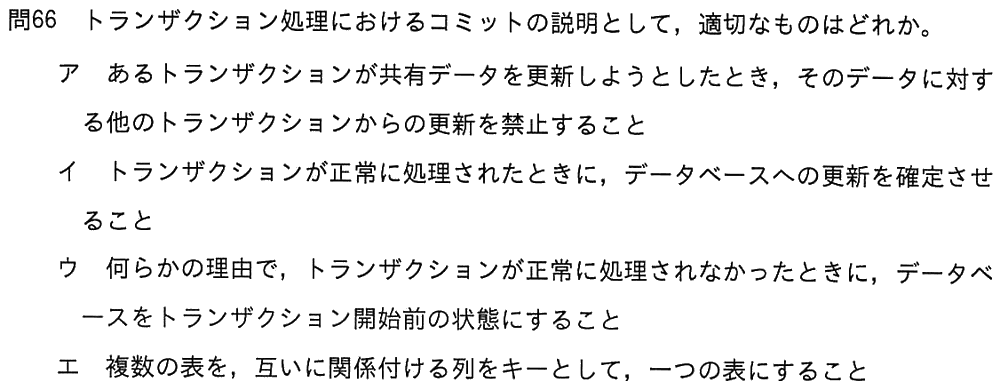 問66 トランザクション処理におけるコミットの説明として，適切なものはどれか。
ア あるトランザクションが共有データを更新しようとしたとき，そのデータに対す
る他のトランザクションからの更新を禁止すること
イ トランザクションが正常に処理されたときに，データベースへの更新を確定させ
ること
ウ 何らかの理由で，トランザクションが正常に処理されなかったときに，データベ
ースをトランザクション開始前の状態にすること
エ 複数の表を，互いに関係付ける列をキーとして，一つの表にすること